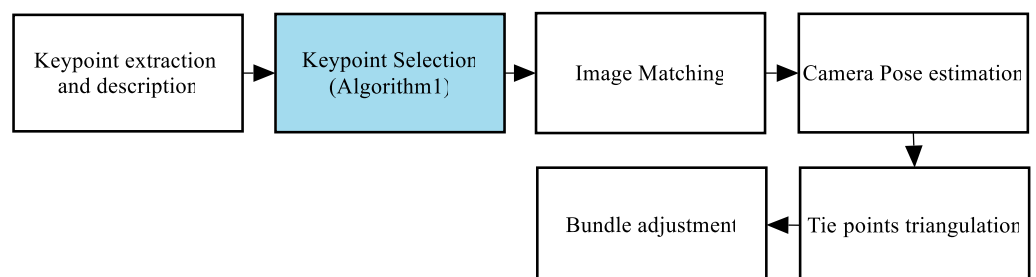 Keypoint extraction
and description
Keypoint Selection
(Algorithm1)
Image Matching
Camera Pose estimation
Tie points triangulation
Bundle adjustment